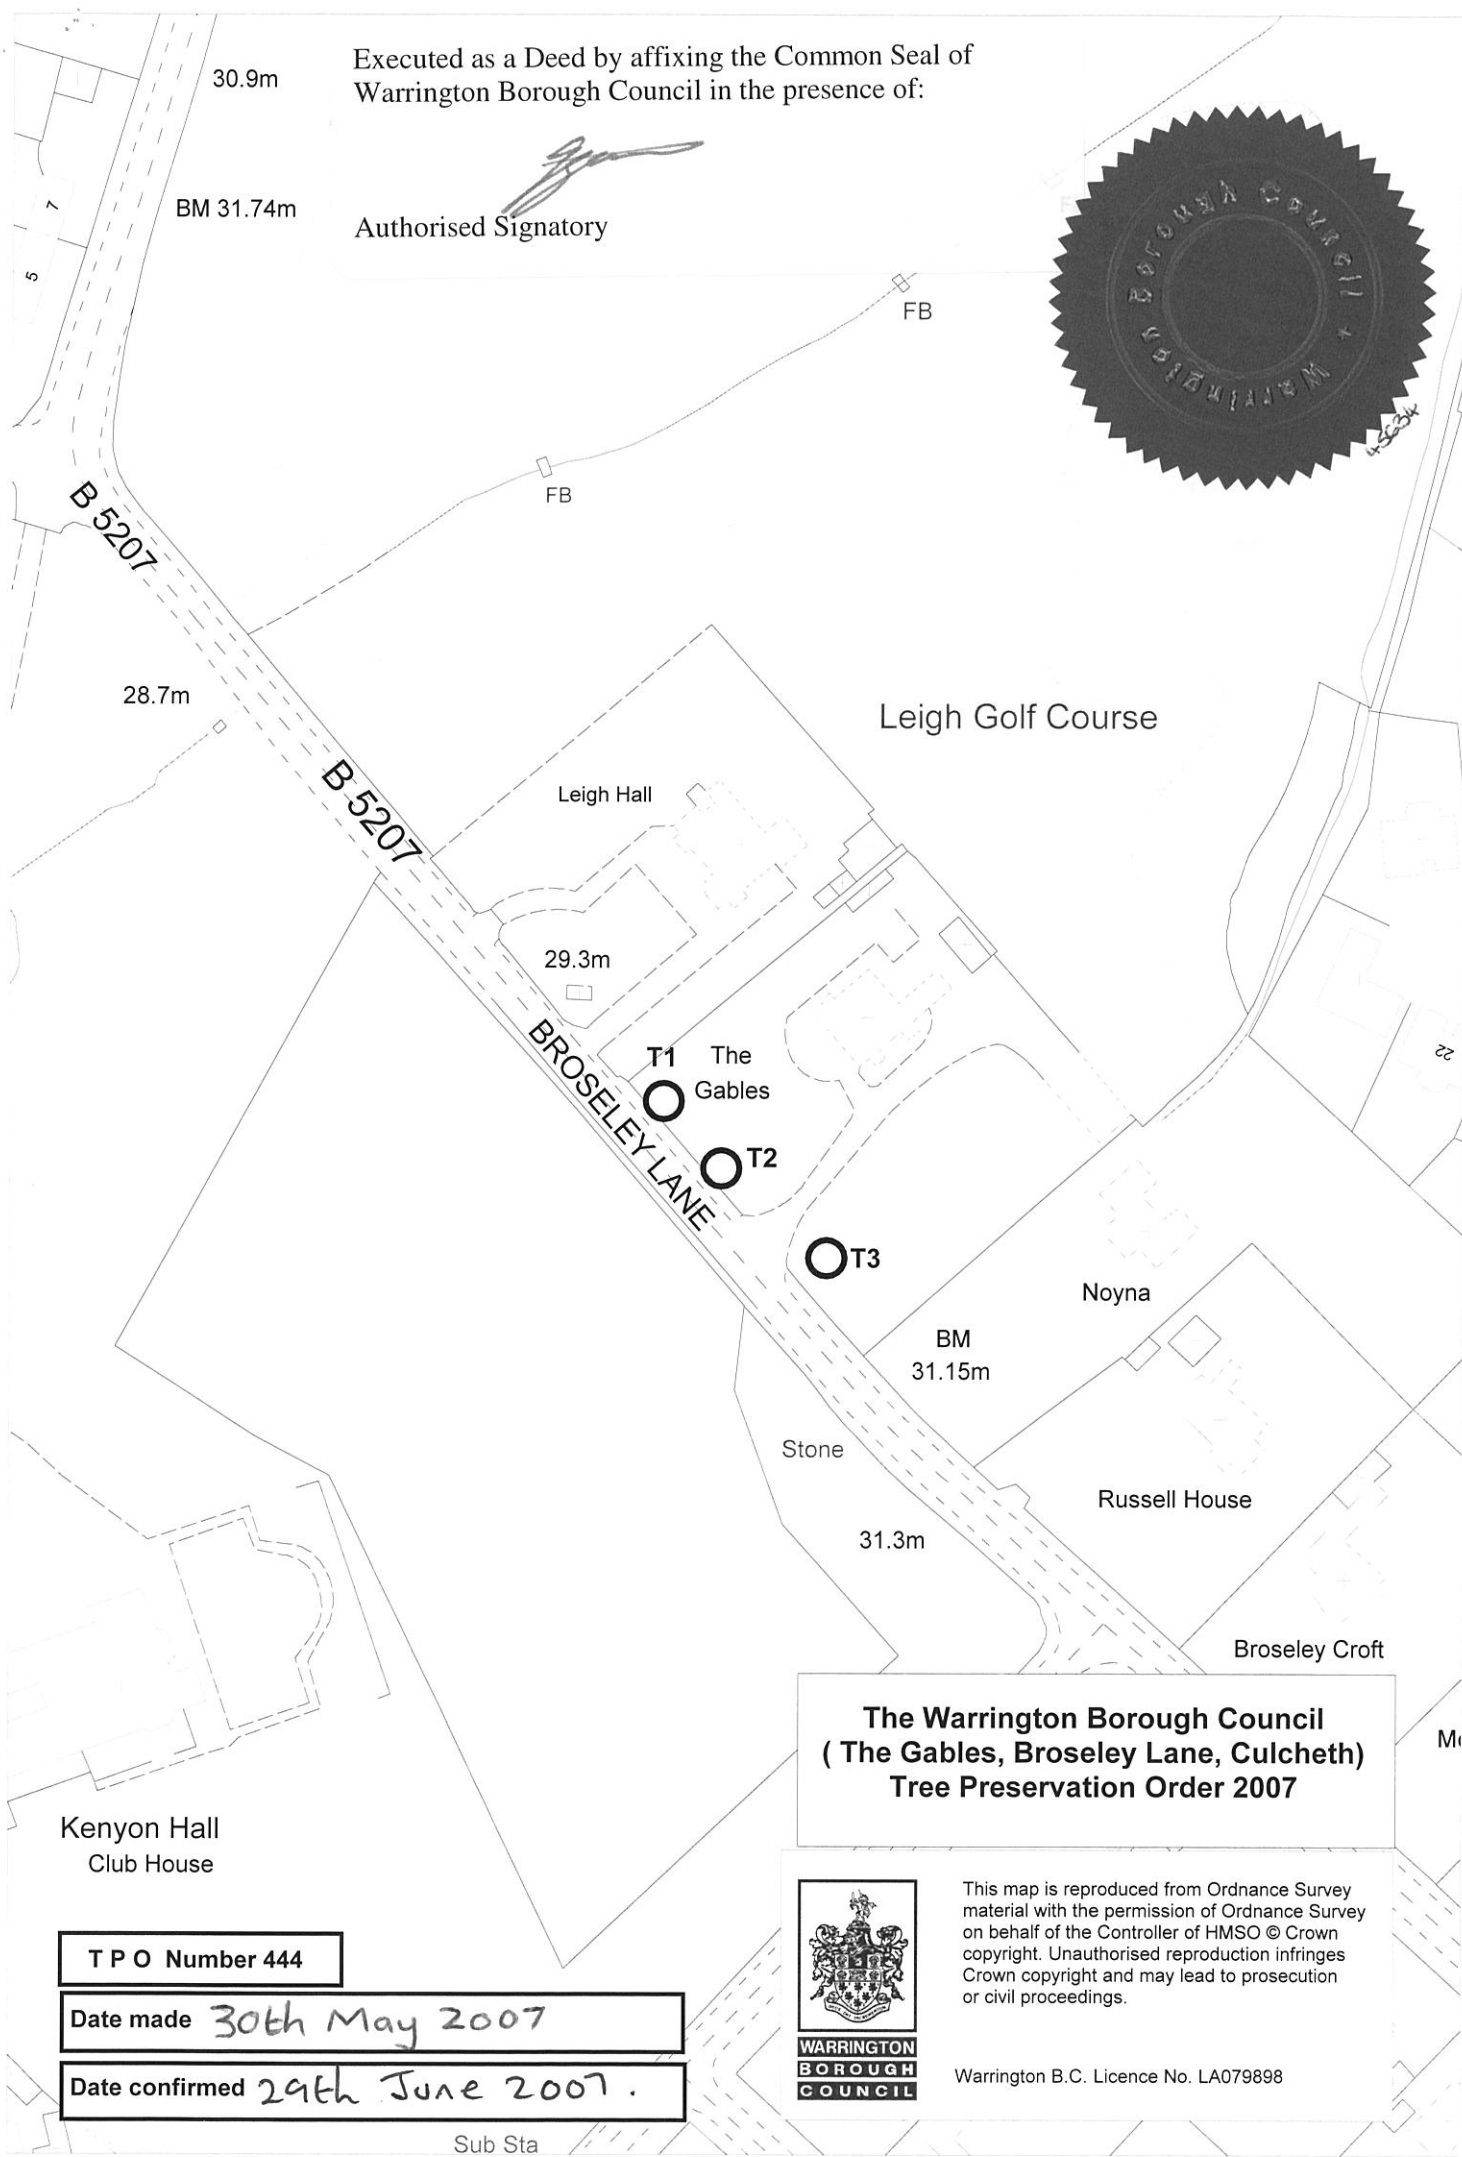 Executed as a Deed by affixing the Common Seal of
Warrington Borough Council in the presence of:
Authorised Signatory
Warrington Borough Council *
45634
30.9m
BM 31.74m
7
5
FB
FB
B 5207
28.7m
B 5207
Leigh Golf Course
Leigh Hall
29.3m
BROSELEY LANE
T1
The
Gables
T2
T3
22
Noyna
BM
31.15m
Stone
Russell House
31.3m
Broseley Croft
The Warrington Borough Council
( The Gables, Broseley Lane, Culcheth)
Tree Preservation Order 2007
Kenyon Hall
Club House
T P O Number 444
Date made 30th May 2007
Date confirmed 29th June 2007.
Sub Sta
WARRINGTON
BOROUGH
COUNCIL
This map is reproduced from Ordnance Survey
material with the permission of Ordnance Survey
on behalf of the Controller of HMSO © Crown
copyright. Unauthorised reproduction infringes
Crown copyright and may lead to prosecution
or civil proceedings.
Warrington B.C. Licence No. LA079898